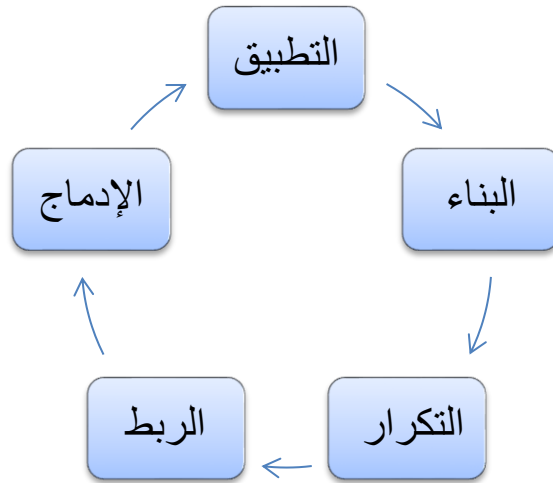 التطبيق
البناء
التكرار
الربط
الإدماج